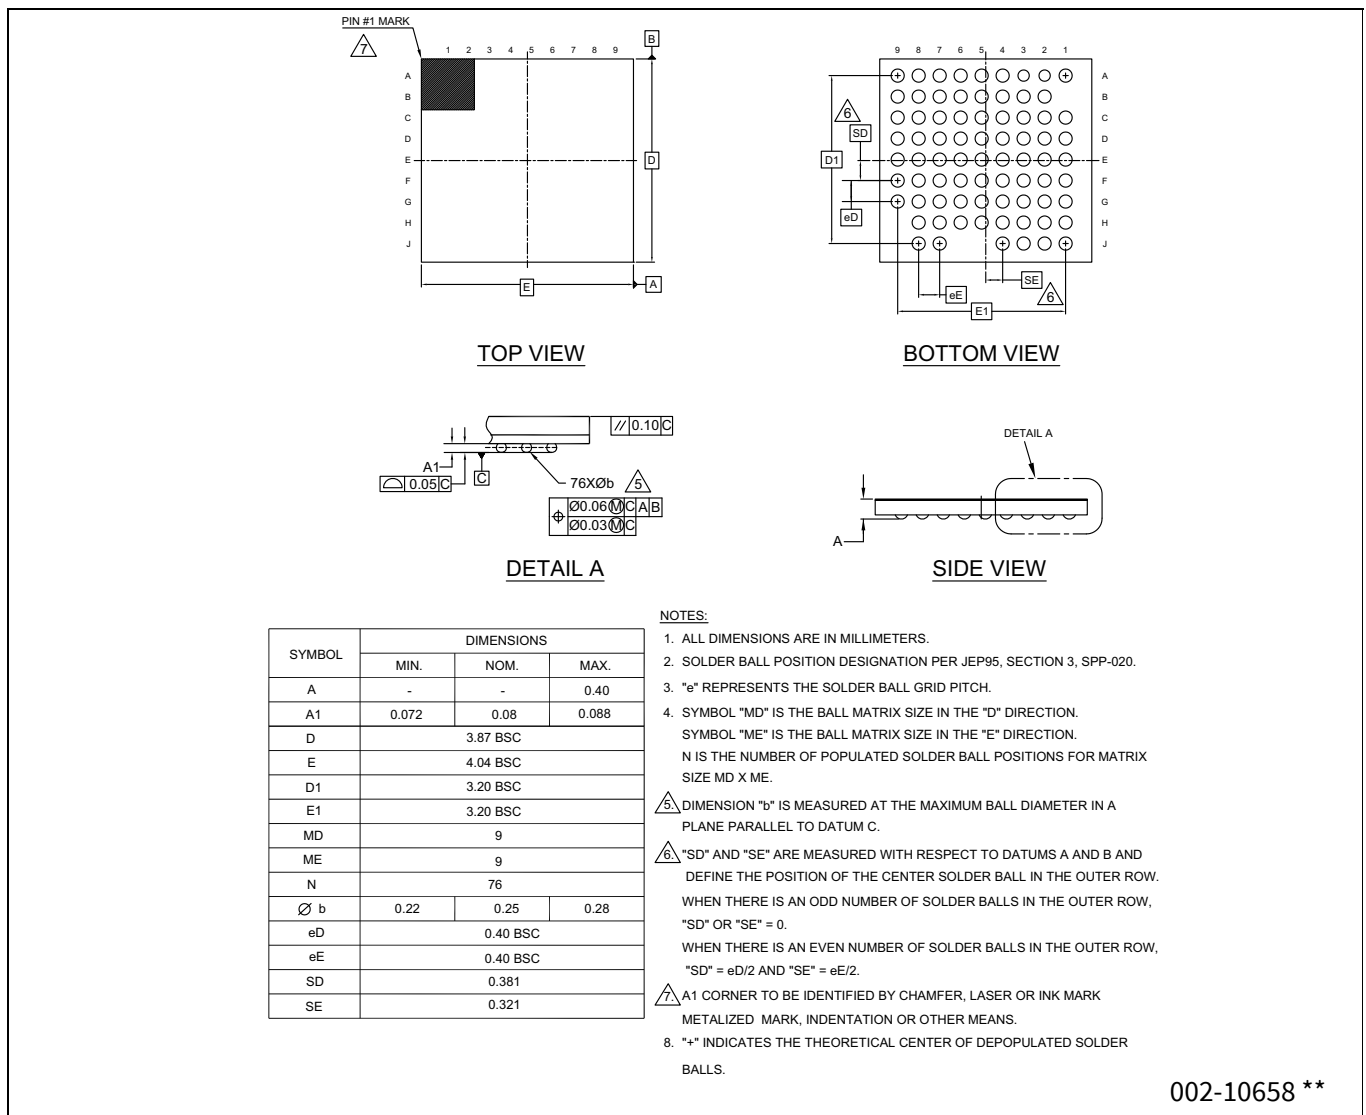 PIN #1 MARK
7
1 2 3 4 5 6 7 8 9
A
B
C
D
E
F
G
H
J
B
D
E
A
TOP VIEW
9 8 7 6 5 4 3 2 1
A
B
C
D
E
F
G
H
J
6
SD
D1
eD
eE
SE
6
E1
BOTTOM VIEW
// 0.10 C
A1
0.05 C
C
76XØb
5
Ø0.06 M C A B
Ø0.03 M C
DETAIL A
DETAIL A
A
SIDE VIEW
SYMBOL DIMENSIONS
MIN. NOM. MAX.
A - - 0.40
A1 0.072 0.08 0.088
D 3.87 BSC
E 4.04 BSC
D1 3.20 BSC
E1 3.20 BSC
MD 9
ME 9
N 76
Ø b 0.22 0.25 0.28
eD 0.40 BSC
eE 0.40 BSC
SD 0.381
SE 0.321
NOTES:
1. ALL DIMENSIONS ARE IN MILLIMETERS.
2. SOLDER BALL POSITION DESIGNATION PER JEP95, SECTION 3, SPP-020.
3. "e" REPRESENTS THE SOLDER BALL GRID PITCH.
4. SYMBOL "MD" IS THE BALL MATRIX SIZE IN THE "D" DIRECTION.
SYMBOL "ME" IS THE BALL MATRIX SIZE IN THE "E" DIRECTION.
N IS THE NUMBER OF POPULATED SOLDER BALL POSITIONS FOR MATRIX
SIZE MD X ME.
5. DIMENSION "b" IS MEASURED AT THE MAXIMUM BALL DIAMETER IN A
PLANE PARALLEL TO DATUM C.
6. "SD" AND "SE" ARE MEASURED WITH RESPECT TO DATUMS A AND B AND
DEFINE THE POSITION OF THE CENTER SOLDER BALL IN THE OUTER ROW.
WHEN THERE IS AN ODD NUMBER OF SOLDER BALLS IN THE OUTER ROW,
"SD" OR "SE" = 0.
WHEN THERE IS AN EVEN NUMBER OF SOLDER BALLS IN THE OUTER ROW,
"SD" = eD/2 AND "SE" = eE/2.
7. A1 CORNER TO BE IDENTIFIED BY CHAMFER, LASER OR INK MARK
METALIZED MARK, INDENTATION OR OTHER MEANS.
8. "+" INDICATES THE THEORETICAL CENTER OF DEPOPULATED SOLDER
BALLS.
002-10658 **